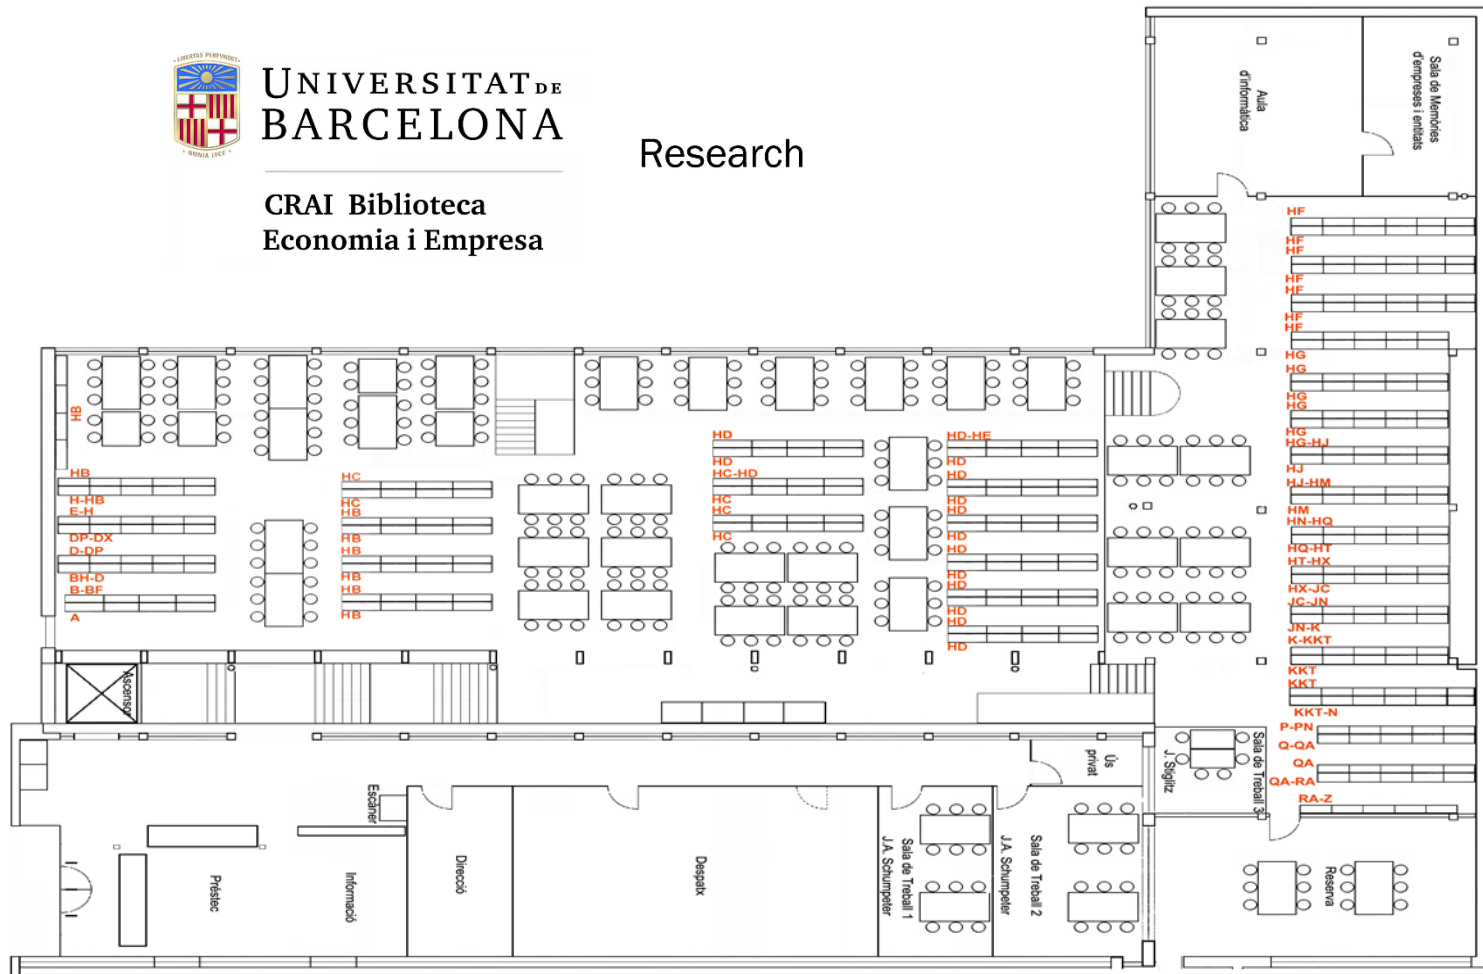 · LIBERTAS PERFUNDET ·
· OMNIA LVCE ·
UNIVERSITAT DE
BARCELONA
CRAI Biblioteca
Economia i Empresa
Research
Aula
d'informàtica
Sala de Memòries
d'empreses i entitats
HF
HF
HF
HF
HF
HF
HF
HG
HG
HG
HG
HG
HG-HJ
HJ
HJ-HM
HM
HN-HQ
HQ-HT
HT-HX
HX-JC
JC-JN
JN-K
K-KKT
KKT
KKT
KKT-N
P-PN
Q-QA
QA
QA-RA
RA-Z
BH
HB
H-HB
E-H
DP-DX
D-DP
BH-D
B-BF
A
HC
HC
HB
HB
HB
HB
HB
HB
HD
HD
HC-HD
HC
HC
HC
HD-HE
HD
HD
HD
HD
HD
HD
HD
HD
HD
HD
HD
Ascensor
Escàner
Préstec
Informació
Direcció
Despatx
Ús
privat
Sala de Treball 1
J.A. Schumpeter
Sala de Treball 2
J.A. Schumpeter
Sala de Treball 3
J. Stiglitz
Reserva